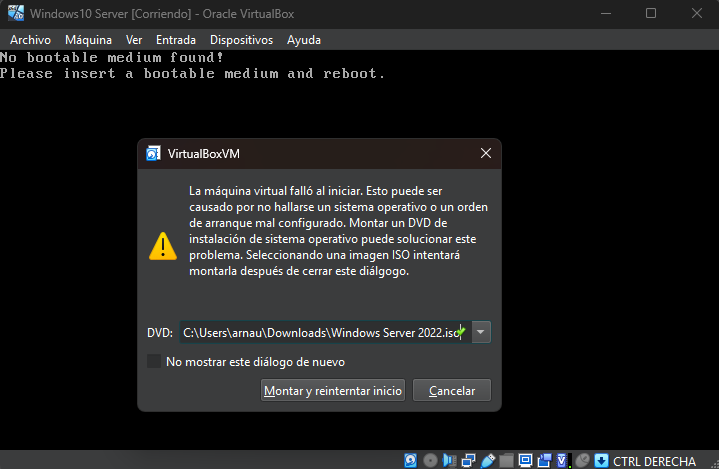 Windows10 Server [Corriendo] - Oracle VirtualBox
Archivo Máquina Ver Entrada Dispositivos Ayuda
No bootable medium found!
Please insert a bootable medium and reboot.
VirtualBoxVM
La máquina virtual falló al iniciar. Esto puede ser
causado por no hallarse un sistema operativo o un orden
de arranque mal configurado. Montar un DVD de
instalación de sistema operativo puede solucionar este
problema. Seleccionando una imagen ISO intentará
montarla después de cerrar este diálgogo.
DVD: C:\Users\arnau\Downloads\Windows Server 2022.iso
No mostrar este diálogo de nuevo
Montar y reinterntar inicio Cancelar
CTRL DERECHA